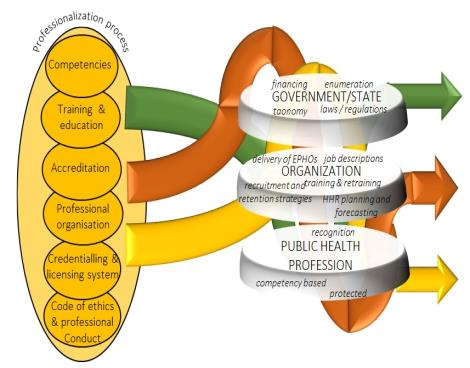 Professionalization process
Competencies
Training &
education
Accreditation
Professional
organisation
Credentialling &
licensing system
Code of ethics
& professional
Conduct
financing enumeration
GOVERNMENT/STATE
taonomy laws / regulations
delivery of EPHOs job descriptions
ORGANIZATION
recruitment and training & retraining
retention strategies HHR planning and
forecasting
recognition
PUBLIC HEALTH
PROFESSION
competency based
protected